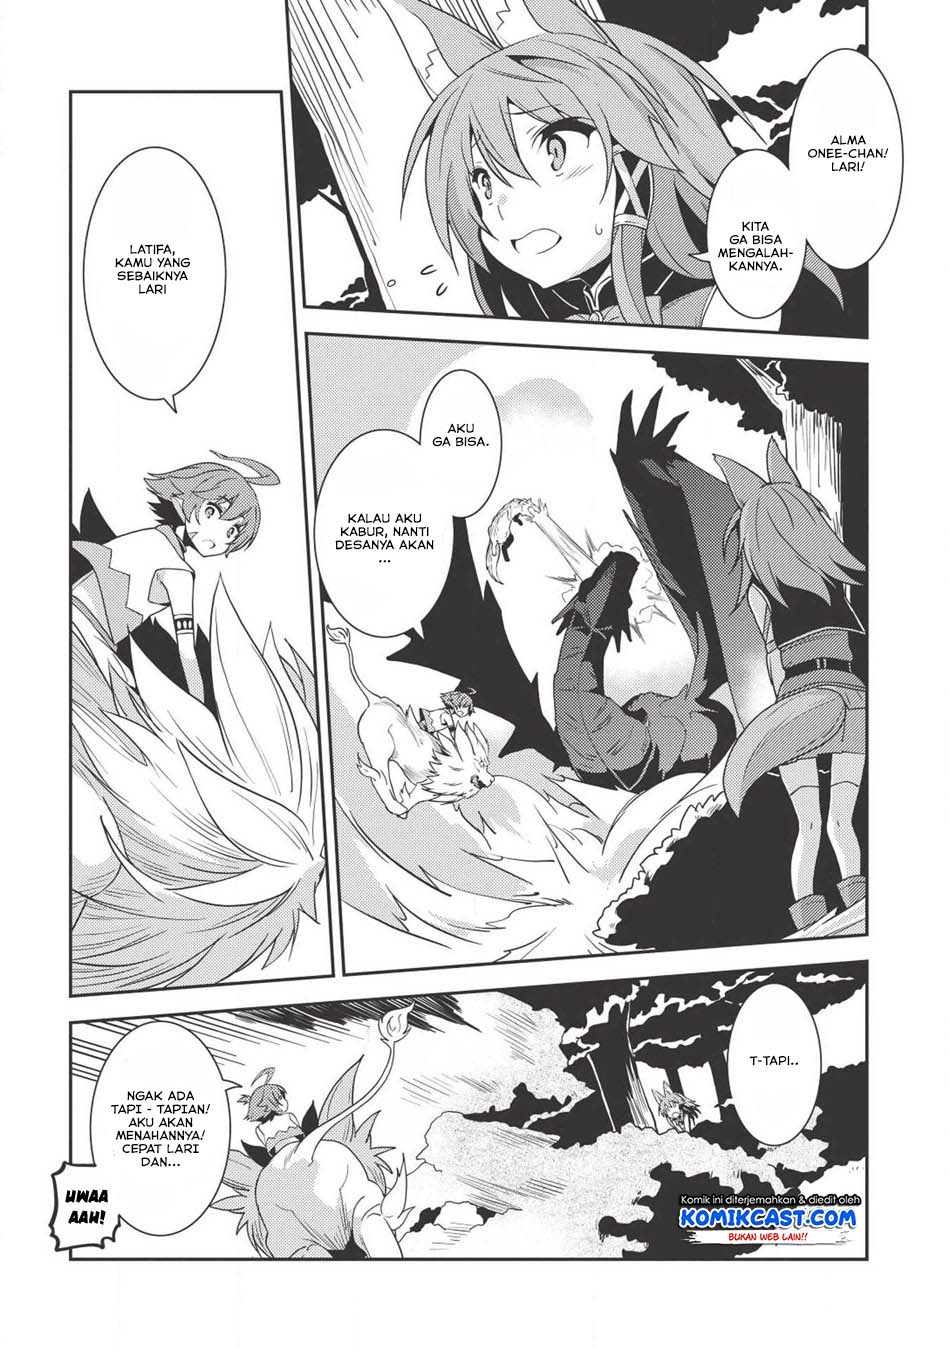 ALMA
ONEE-CHAN!
LARI!
KITA
GA BISA
MENGALAH-
KANNYA.
LATIFA,
KAMU YANG
SEBAIKNYA
LARI
AKU
GA BISA.
KALAU AKU
KABUR, NANTI
DESANYA AKAN
...
T-TAPI..
NGAK ADA
TAPI - TAPIAN!
AKU AKAN
MENAHANNYA!
CEPAT LARI
DAN...
UWAA
AAH!
Komik ini diterjemahkan & diedit oleh
KOMIKCAST.COM
BUKAN WEB LAIN!!